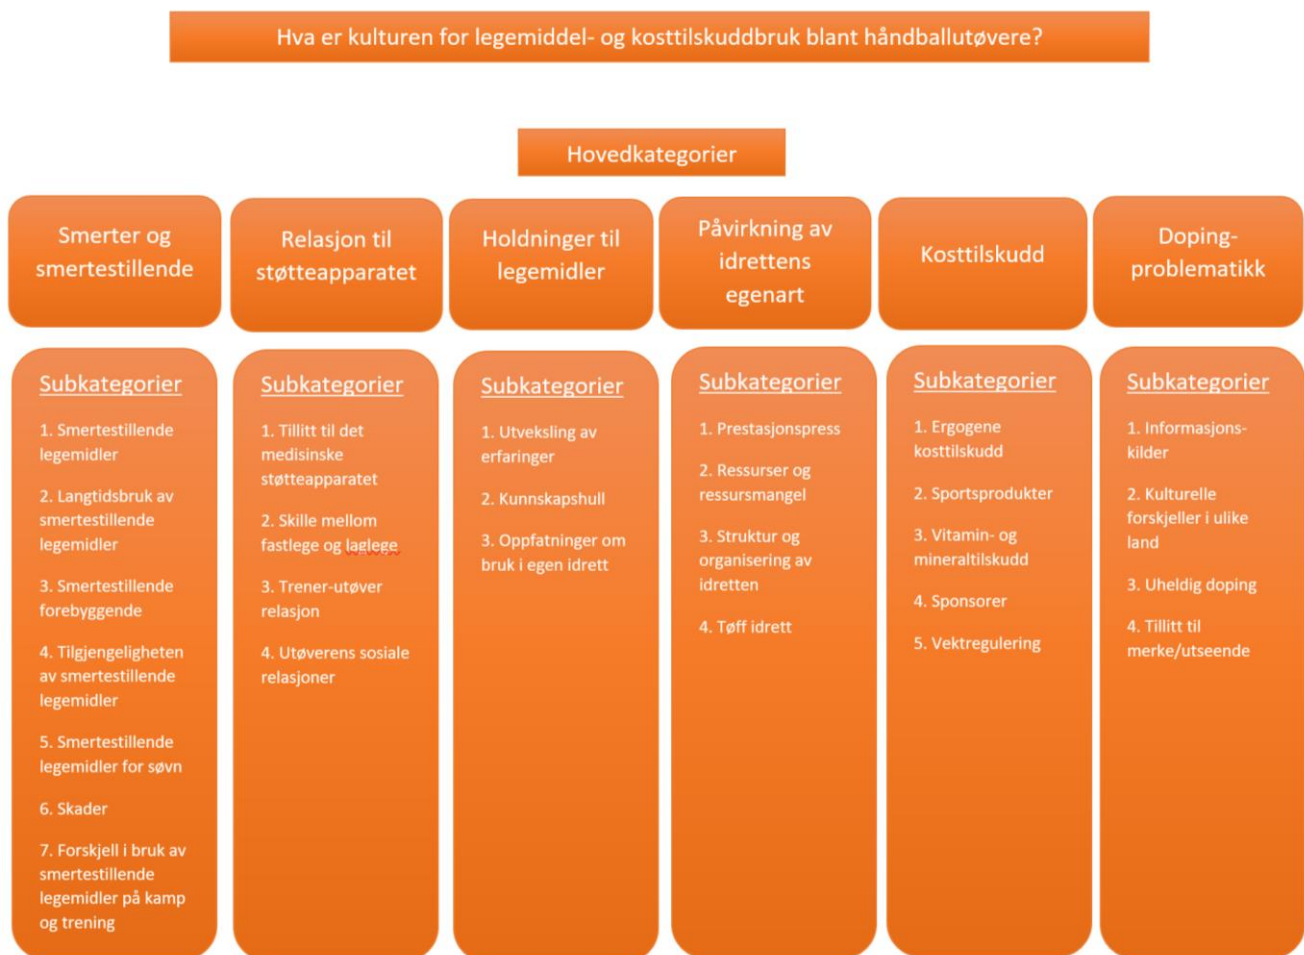 Hva er kulturen for legemiddel- og kosttilskuddbruk blant håndballutøvere?
Hovedkategorier
Smerter og
smertestillende
Relasjon til
støtteapparatet
Holdninger til
legemidler
Påvirkning av
idrettens
egenart
Kosttilskudd
Doping-
problematikk
Subkategorier
1. Smertestillende
legemidler
2. Langtidsbruk av
smertestillende
legemidler
3. Smertestillende
forebyggende
4. Tilgjengeligheten
av smertestillende
legemidler
5. Smertestillende
legemidler for søvn
6. Skader
7. Forskjell i bruk av
smertestillende
legemidler på kamp
og trening
Subkategorier
1. Tillitt til det
medisinske
støtteapparatet
2. Skille mellom
fastlege og laglege
3. Trener-utøver
relasjon
4. Utøverens sosiale
relasjoner
Subkategorier
1. Utveksling av
erfaringer
2. Kunnskapshull
3. Oppfatninger om
bruk i egen idrett
Subkategorier
1. Prestasjonspress
2. Ressurser og
ressursmangel
3. Struktur og
organisering av
idretten
4. Tøff idrett
Subkategorier
1. Ergogene
kosttilskudd
2. Sportsprodukter
3. Vitamin- og
mineraltilskudd
4. Sponsorer
5. Vektregulering
Subkategorier
1. Informasjons-
kilder
2. Kulturelle
forskjeller i ulike
land
3. Uheldig doping
4. Tillitt til
merke/utseende